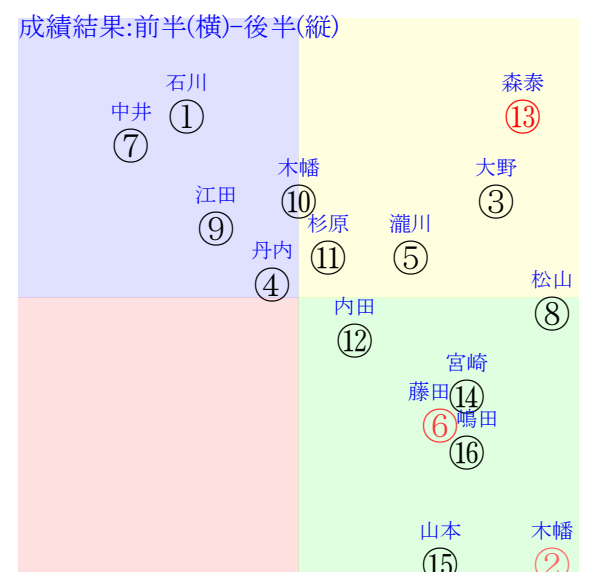 成績結果:前半(横)-後半(縦)
石川
①
森泰
⑬
中井
⑦
木幡
⑩
大野
③
江田
⑨
杉原
⑪
瀧川
⑤
丹内
④
松山
⑧
内田
⑫
宮崎
⑭
藤田
⑥
嶋田
⑯
山本
⑮
木幡
②